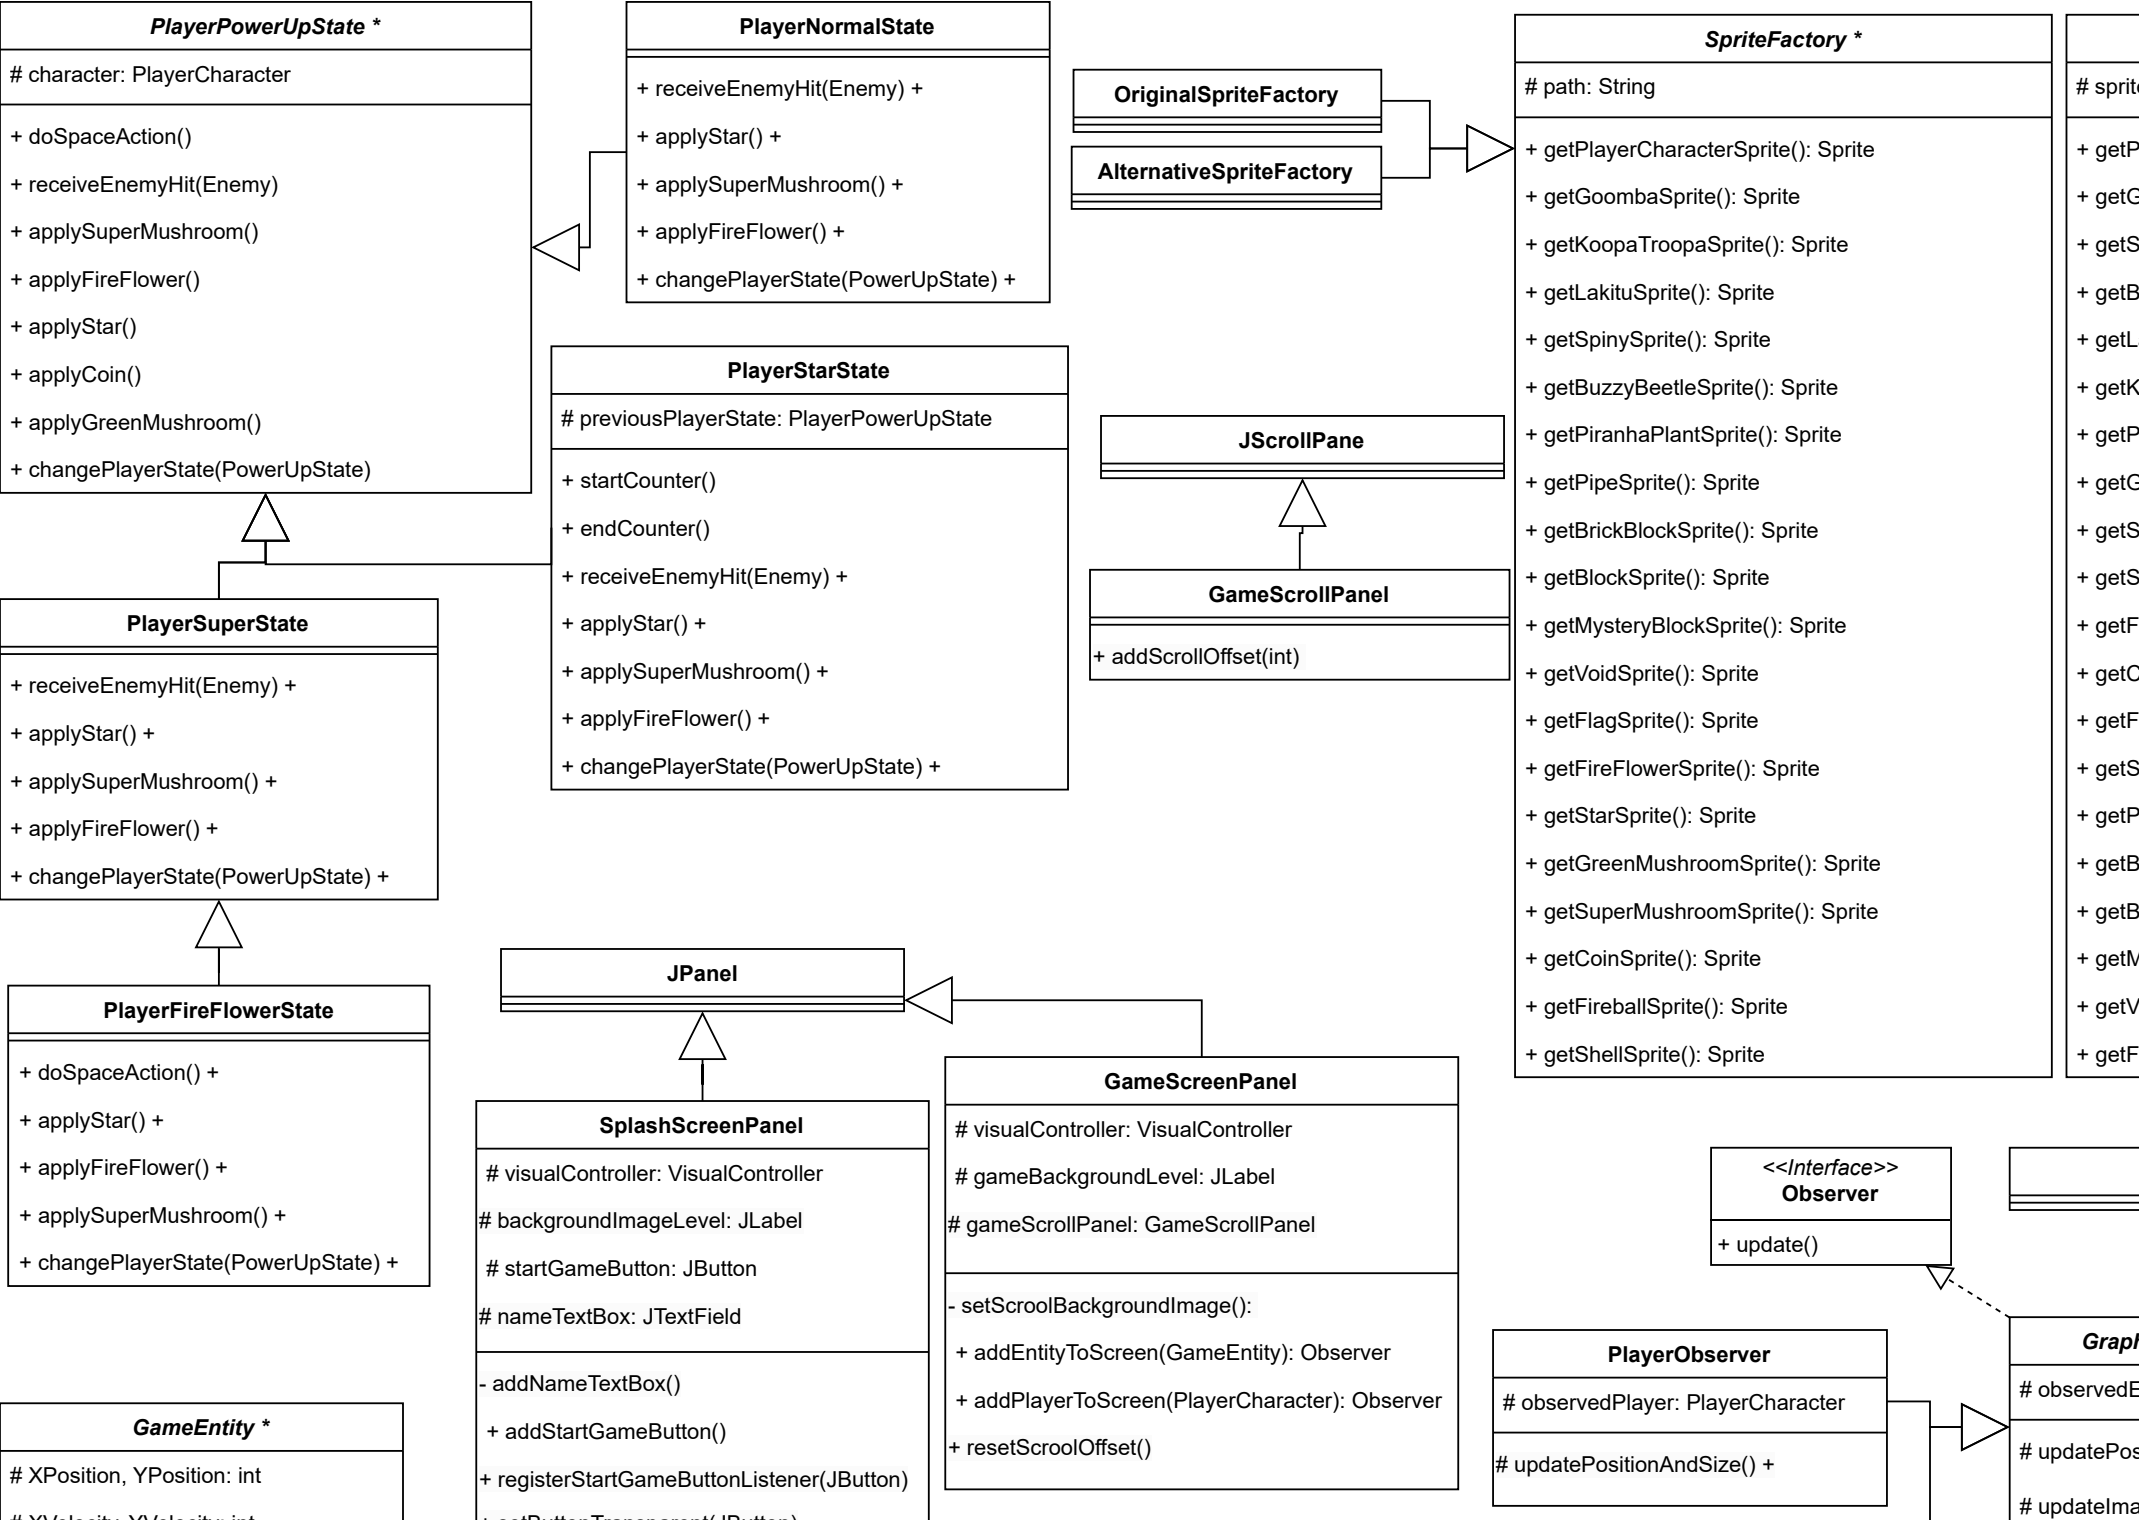 PlayerPowerUpState *
# character: PlayerCharacter
+ doSpaceAction()
+ receiveEnemyHit(Enemy)
+ applySuperMushroom()
+ applyFireFlower()
+ applyStar()
+ applyCoin()
+ applyGreenMushroom()
+ changePlayerState(PowerUpState)
PlayerNormalState
+ receiveEnemyHit(Enemy) +
+ applyStar() +
+ applySuperMushroom() +
+ applyFireFlower() +
+ changePlayerState(PowerUpState) +
OriginalSpriteFactory
AlternativeSpriteFactory
SpriteFactory *
# path: String
+ getPlayerCharacterSprite(): Sprite
+ getGoombaSprite(): Sprite
+ getKoopaTroopaSprite(): Sprite
+ getLakituSprite(): Sprite
+ getSpinySprite(): Sprite
+ getBuzzyBeetleSprite(): Sprite
+ getPiranhaPlantSprite(): Sprite
+ getPipeSprite(): Sprite
+ getBrickBlockSprite(): Sprite
+ getBlockSprite(): Sprite
+ getMysteryBlockSprite(): Sprite
+ getVoidSprite(): Sprite
+ getFlagSprite(): Sprite
+ getFireFlowerSprite(): Sprite
+ getStarSprite(): Sprite
+ getGreenMushroomSprite(): Sprite
+ getSuperMushroomSprite(): Sprite
+ getCoinSprite(): Sprite
+ getFireballSprite(): Sprite
+ getShellSprite(): Sprite
PlayerStarState
# previousPlayerState: PlayerPowerUpState
+ startCounter()
+ endCounter()
+ receiveEnemyHit(Enemy) +
+ applyStar() +
+ applySuperMushroom() +
+ applyFireFlower() +
+ changePlayerState(PowerUpState) +
JScrollPane
GameScrollPanel
+ addScrollOffset(int)
PlayerSuperState
+ receiveEnemyHit(Enemy) +
+ applyStar() +
+ applySuperMushroom() +
+ applyFireFlower() +
+ changePlayerState(PowerUpState) +
PlayerFireFlowerState
+ doSpaceAction() +
+ applyStar() +
+ applyFireFlower() +
+ applySuperMushroom() +
+ changePlayerState(PowerUpState) +
JPanel
SplashScreenPanel
# visualController: VisualController
# backgroundImageLevel: JLabel
# startGameButton: JButton
# nameTextBox: JTextField
- addNameTextBox()
+ addStartGameButton()
+ registerStartGameButtonListener(JButton)
GameScreenPanel
# visualController: VisualController
# gameBackgroundLevel: JLabel
# gameScrollPanel: GameScrollPanel
- setScroolBackgroundImage():
+ addEntityToScreen(GameEntity): Observer
+ addPlayerToScreen(PlayerCharacter): Observer
+ resetScroolOffset()
<<Interface>>
Observer
+ update()
PlayerObserver
# observedPlayer: PlayerCharacter
# updatePositionAndSize() +
GameEntity *
# XPosition, YPosition: int